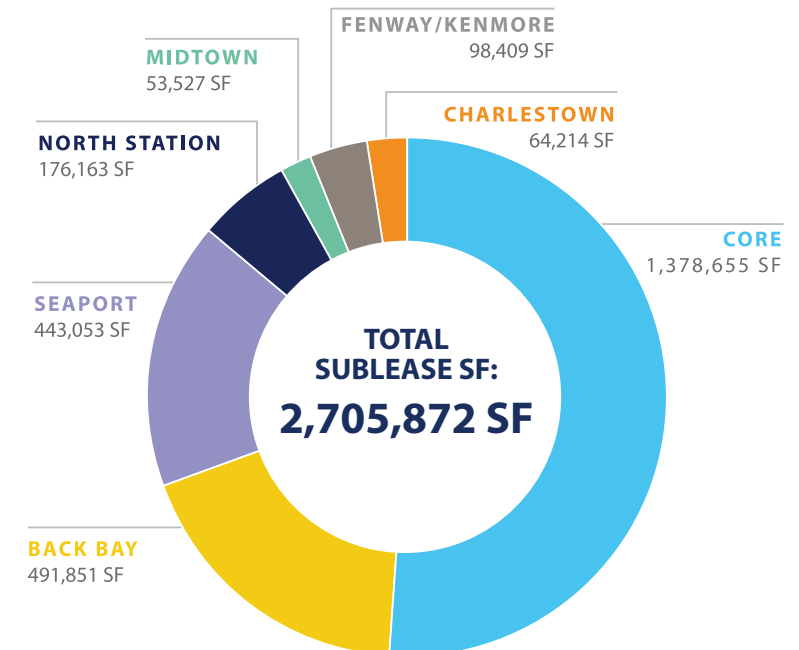 FENWAY/KENMORE
98,409 SF
MIDTOWN
53,527 SF
CHARLESTOWN
64,214 SF
NORTH STATION
176,163 SF
CORE
1,378,655 SF
SEAPORT
443,053 SF
TOTAL
SUBLEASE SF:
2,705,872 SF
BACK BAY
491,851 SF